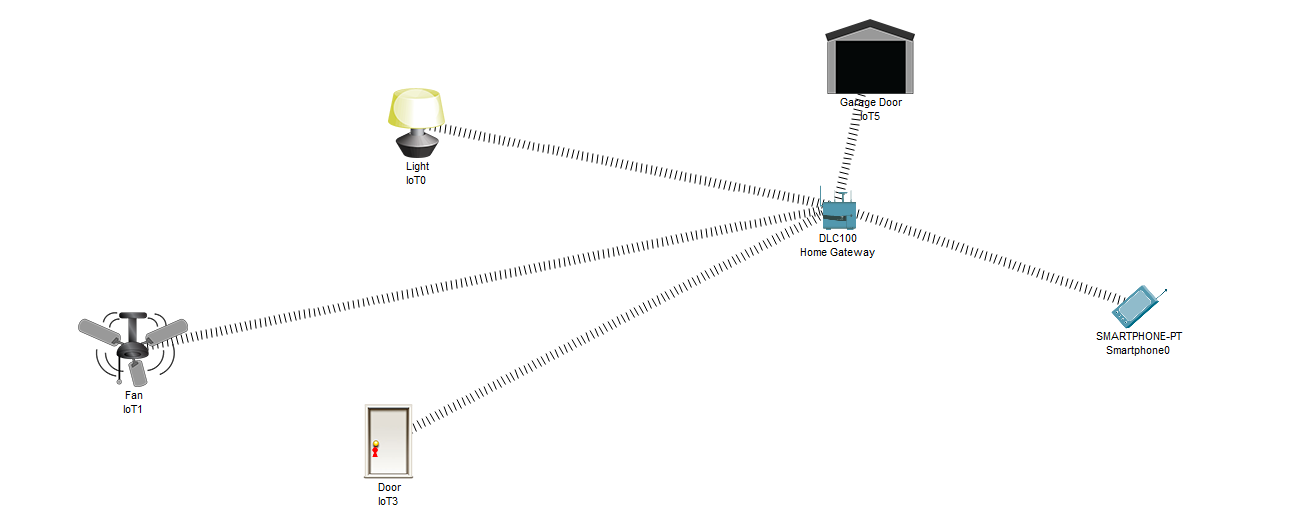 Garage Door
IoT5
Light
IoT0
DLC100
Home Gateway
SMARTPHONE-PT
Smartphone0
Fan
IoT1
Door
IoT3